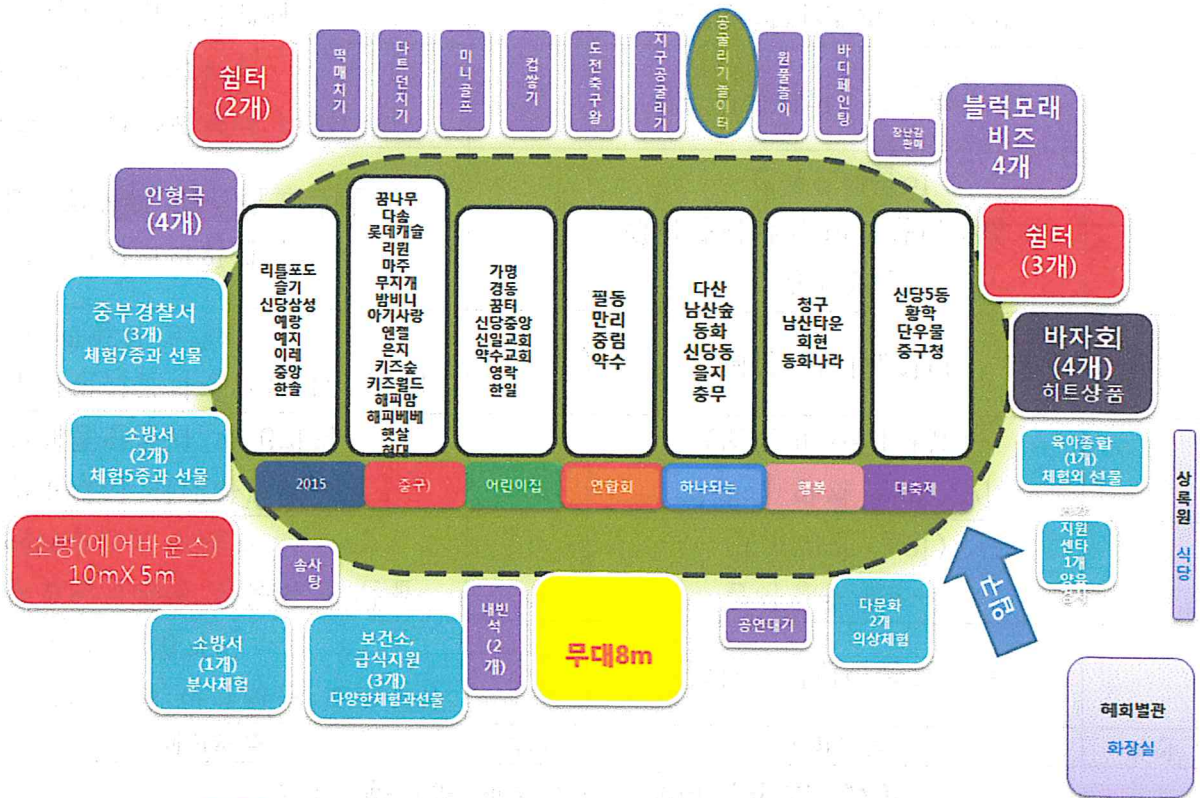 쉼터
(2개)
떡매치기
다트던지기
미니골프
컵쌓기
도전축구왕
지구공굴리기
공굴리기놀이터
원풀놀이
바디페인팅
장난감
판매
블럭모래
비즈
4개
인형극
(4개)
쉼터
(3개)
중부경찰서
(3개)
체험7종과 선물
바자회
(4개)
히트상품
소방서
(2개)
체험5종과 선물
육아종합
(1개)
체험외 선물
리틀포도
슬기
신당삼성
예랑
예지
이레
중앙
한솔
꿈나무
다솜
롯데캐슬
리원
마주
무지개
밤비니
아기사랑
엔젤
은지
키즈숲
키즈월드
해피맘
해피베베
햇살
현대
가명
경동
꿈터
신당중앙
신일교회
약수교회
영락
한일
필동
만리
중림
약수
다산
남산숲
동화
신당동
을지
충무
청구
남산타운
회현
동화나라
신당5동
황학
단우물
중구청
2015
중구)
어린이집
연합회
하나되는
행복
대축제
상록원 식당
소방(에어바운스)
10mX 5m
솜사
탕
지원
센타
1개
소방서
(1개)
분사체험
보건소,
급식지원
(3개)
다양한체험과선물
내빈
석(2
개)
무대8m
공연대기
다문화
2개
의상체험
혜회별관
화장실